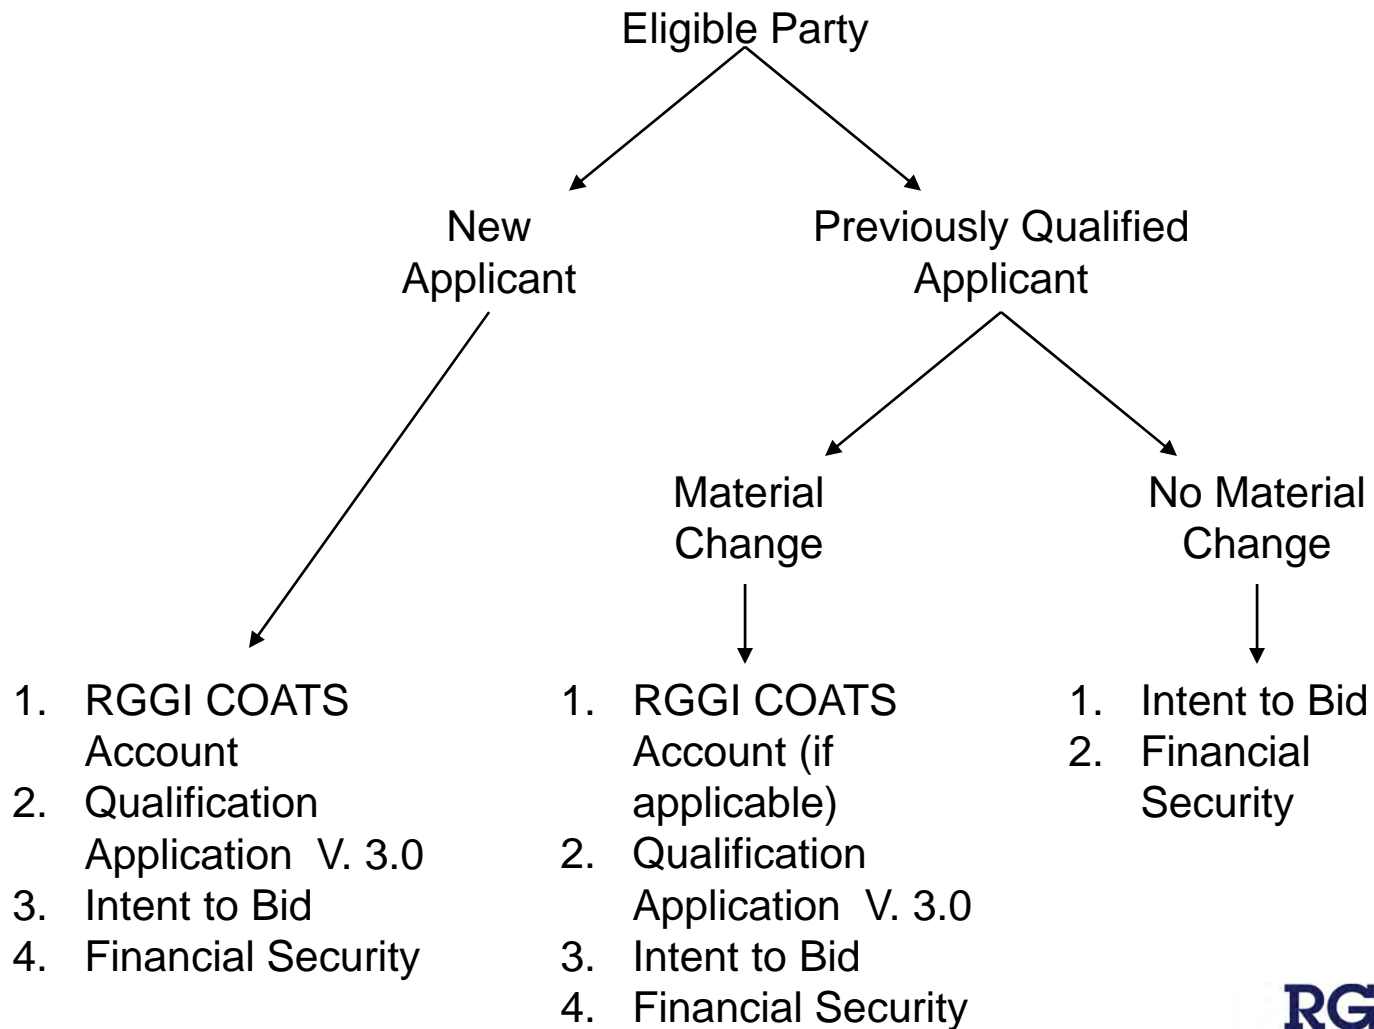 Eligible Party
New
Applicant
Previously Qualified
Applicant
Material
Change
No Material
Change
1. RGGI COATS
Account
2. Qualification
Application V. 3.0
3. Intent to Bid
4. Financial Security
1. RGGI COATS
Account (if
applicable)
2. Qualification
Application V. 3.0
3. Intent to Bid
4. Financial Security
1. Intent to Bid
2. Financial
Security
RG